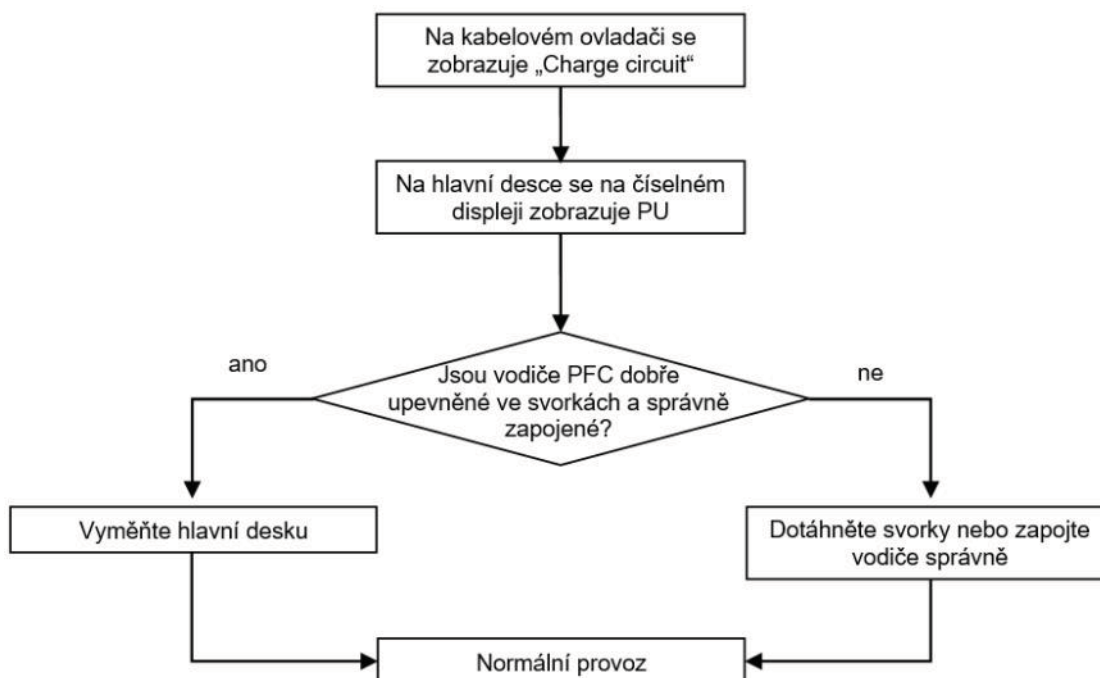 Na kabelovém ovladači se
zobrazuje „Charge circuit“
Na hlavní desce se na číselném
displeji zobrazuje PU
ano
Jsou vodiče PFC dobře
upevněné ve svorkách a správně
zapojené?
ne
Vyměňte hlavní desku
Dotáhněte svorky nebo zapojte
vodiče správně
Normální provoz